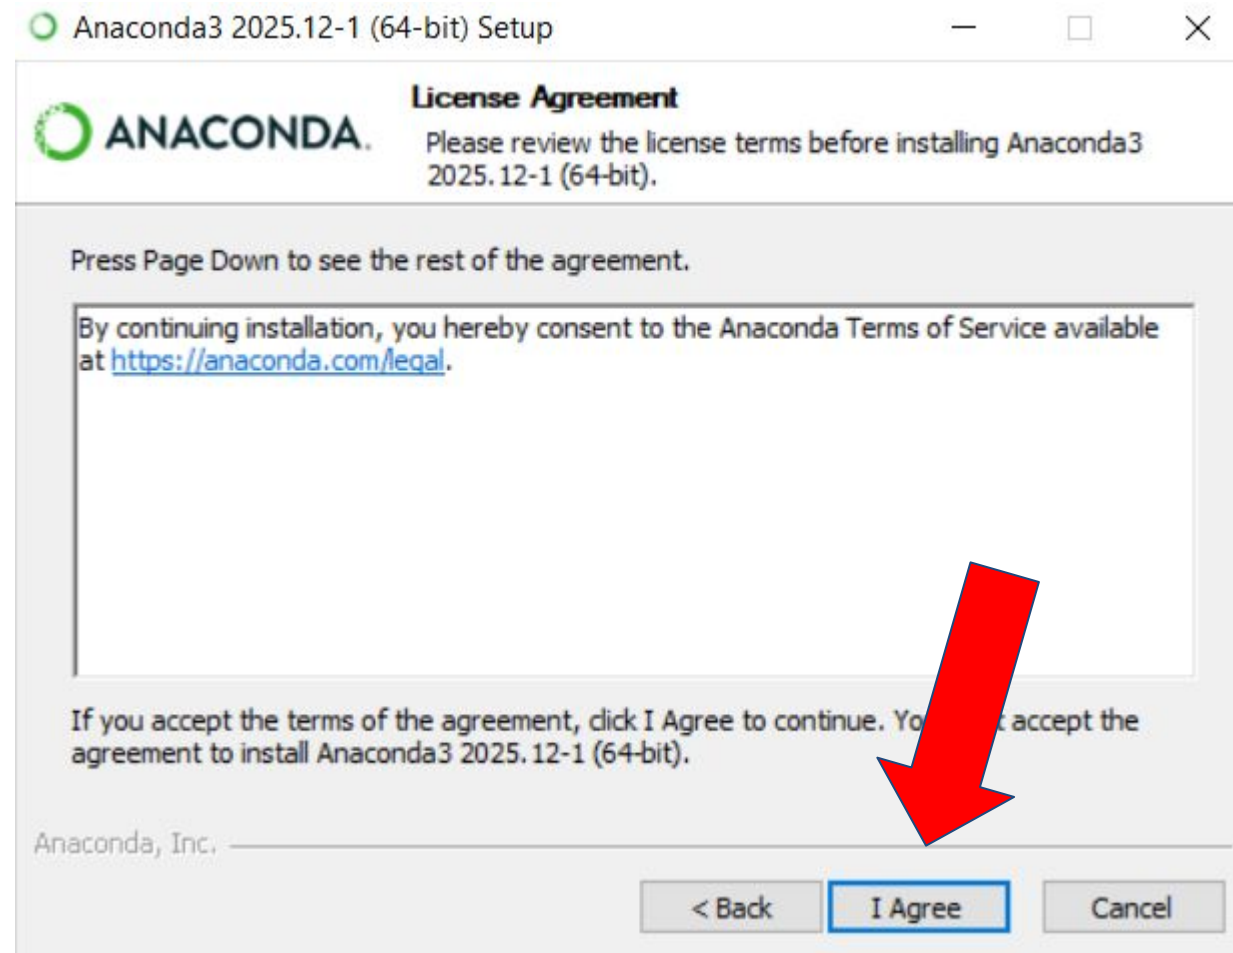 Anaconda3 2025.12-1 (64-bit) Setup
ANACONDA.
License Agreement
Please review the license terms before installing Anaconda3
2025.12-1 (64-bit).
Press Page Down to see the rest of the agreement.
By continuing installation, you hereby consent to the Anaconda Terms of Service available
at https://anaconda.com/legal.
If you accept the terms of the agreement, click I Agree to continue. accept the
agreement to install Anaconda3 2025.12-1 (64-bit).
Anaconda, Inc.
< Back
I Agree
Cancel